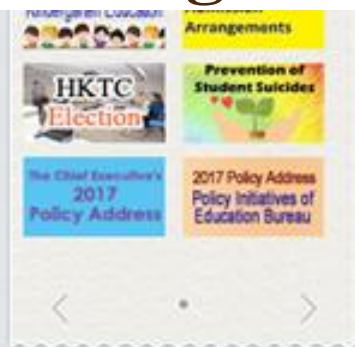 Kindergarten Education
Arrangements
HKTC
Election
Prevention of
Student Suicides
The Chief Executive's
2017
Policy Address
2017 Policy Address
Policy Initiatives of
Education Bureau